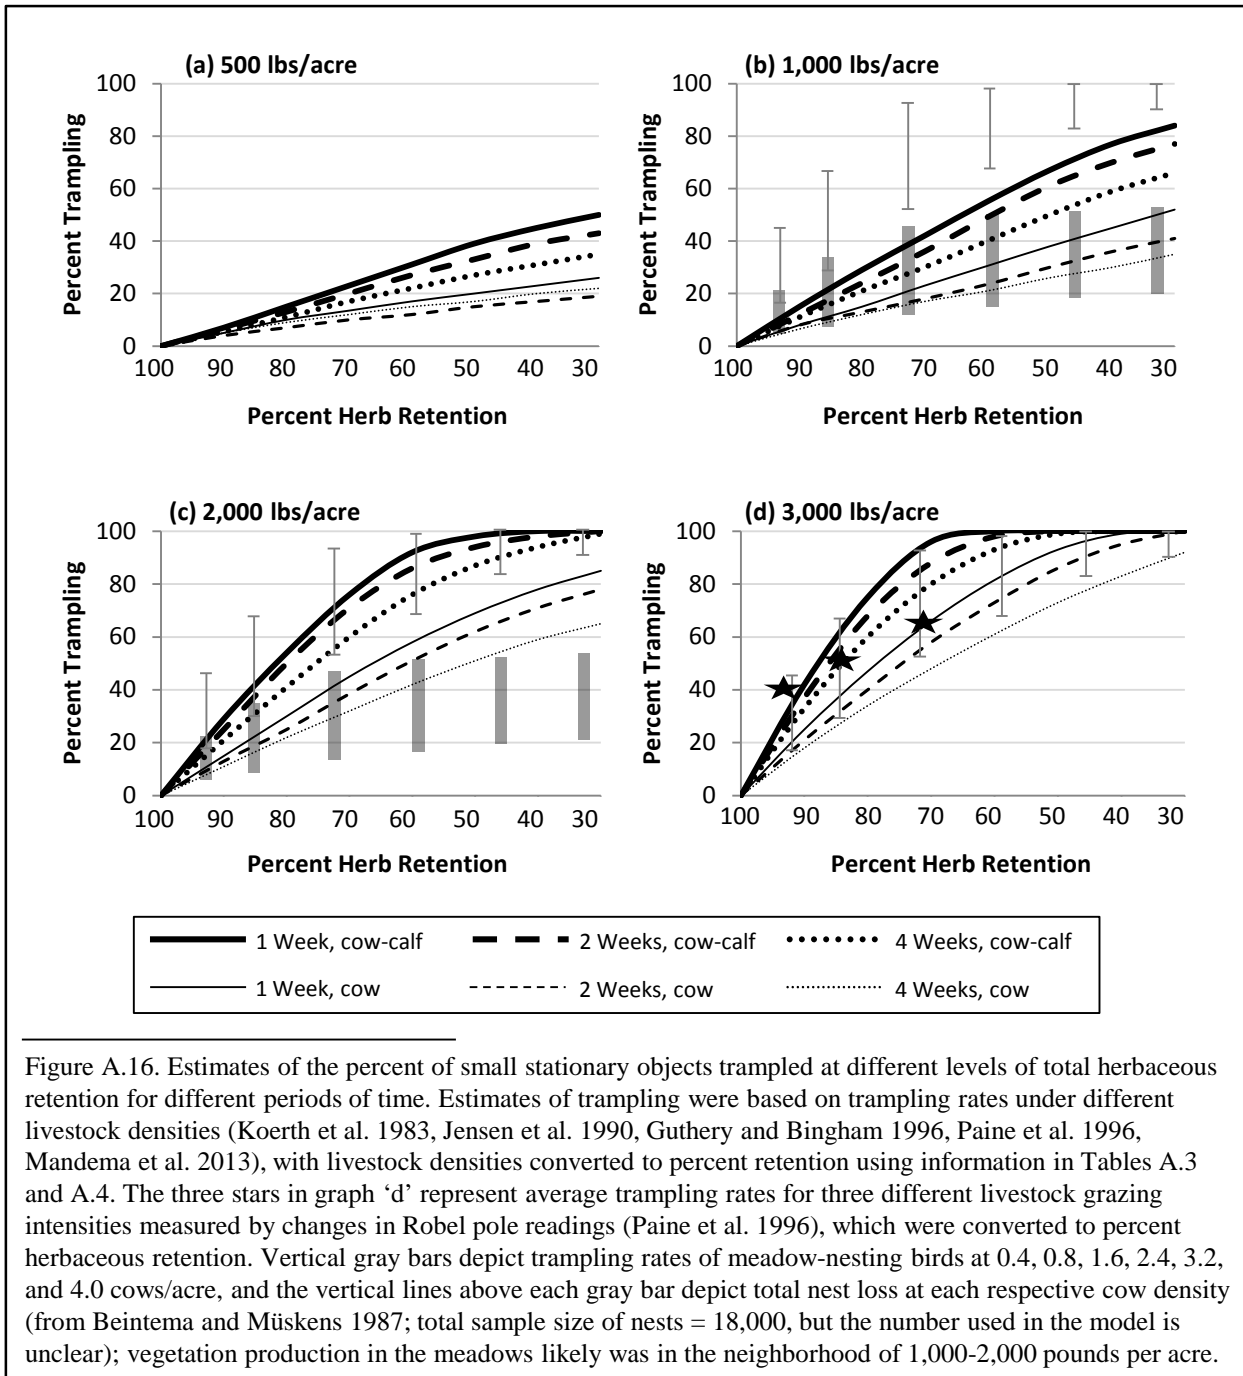 (a) 500 lbs/acre
Percent Trampling
100
80
60
40
20
0
100 90 80 70 60 50 40 30
Percent Herb Retention
(b) 1,000 lbs/acre
Percent Trampling
100
80
60
40
20
0
100 90 80 70 60 50 40 30
Percent Herb Retention
(c) 2,000 lbs/acre
Percent Trampling
100
80
60
40
20
0
100 90 80 70 60 50 40 30
Percent Herb Retention
(d) 3,000 lbs/acre
Percent Trampling
100
80
60
40
20
0
100 90 80 70 60 50 40 30
Percent Herb Retention
1 Week, cow-calf 2 Weeks, cow-calf 4 Weeks, cow-calf
1 Week, cow 2 Weeks, cow 4 Weeks, cow
Figure A.16. Estimates of the percent of small stationary objects trampled at different levels of total herbaceous
retention for different periods of time. Estimates of trampling were based on trampling rates under different
livestock densities (Koerth et al. 1983, Jensen et al. 1990, Guthery and Bingham 1996, Paine et al. 1996,
Mandema et al. 2013), with livestock densities converted to percent retention using information in Tables A.3
and A.4. The three stars in graph ‘d’ represent average trampling rates for three different livestock grazing
intensities measured by changes in Robel pole readings (Paine et al. 1996), which were converted to percent
herbaceous retention. Vertical gray bars depict trampling rates of meadow-nesting birds at 0.4, 0.8, 1.6, 2.4, 3.2,
and 4.0 cows/acre, and the vertical lines above each gray bar depict total nest loss at each respective cow density
(from Beintema and Müskens 1987; total sample size of nests = 18,000, but the number used in the model is
unclear); vegetation production in the meadows likely was in the neighborhood of 1,000-2,000 pounds per acre.